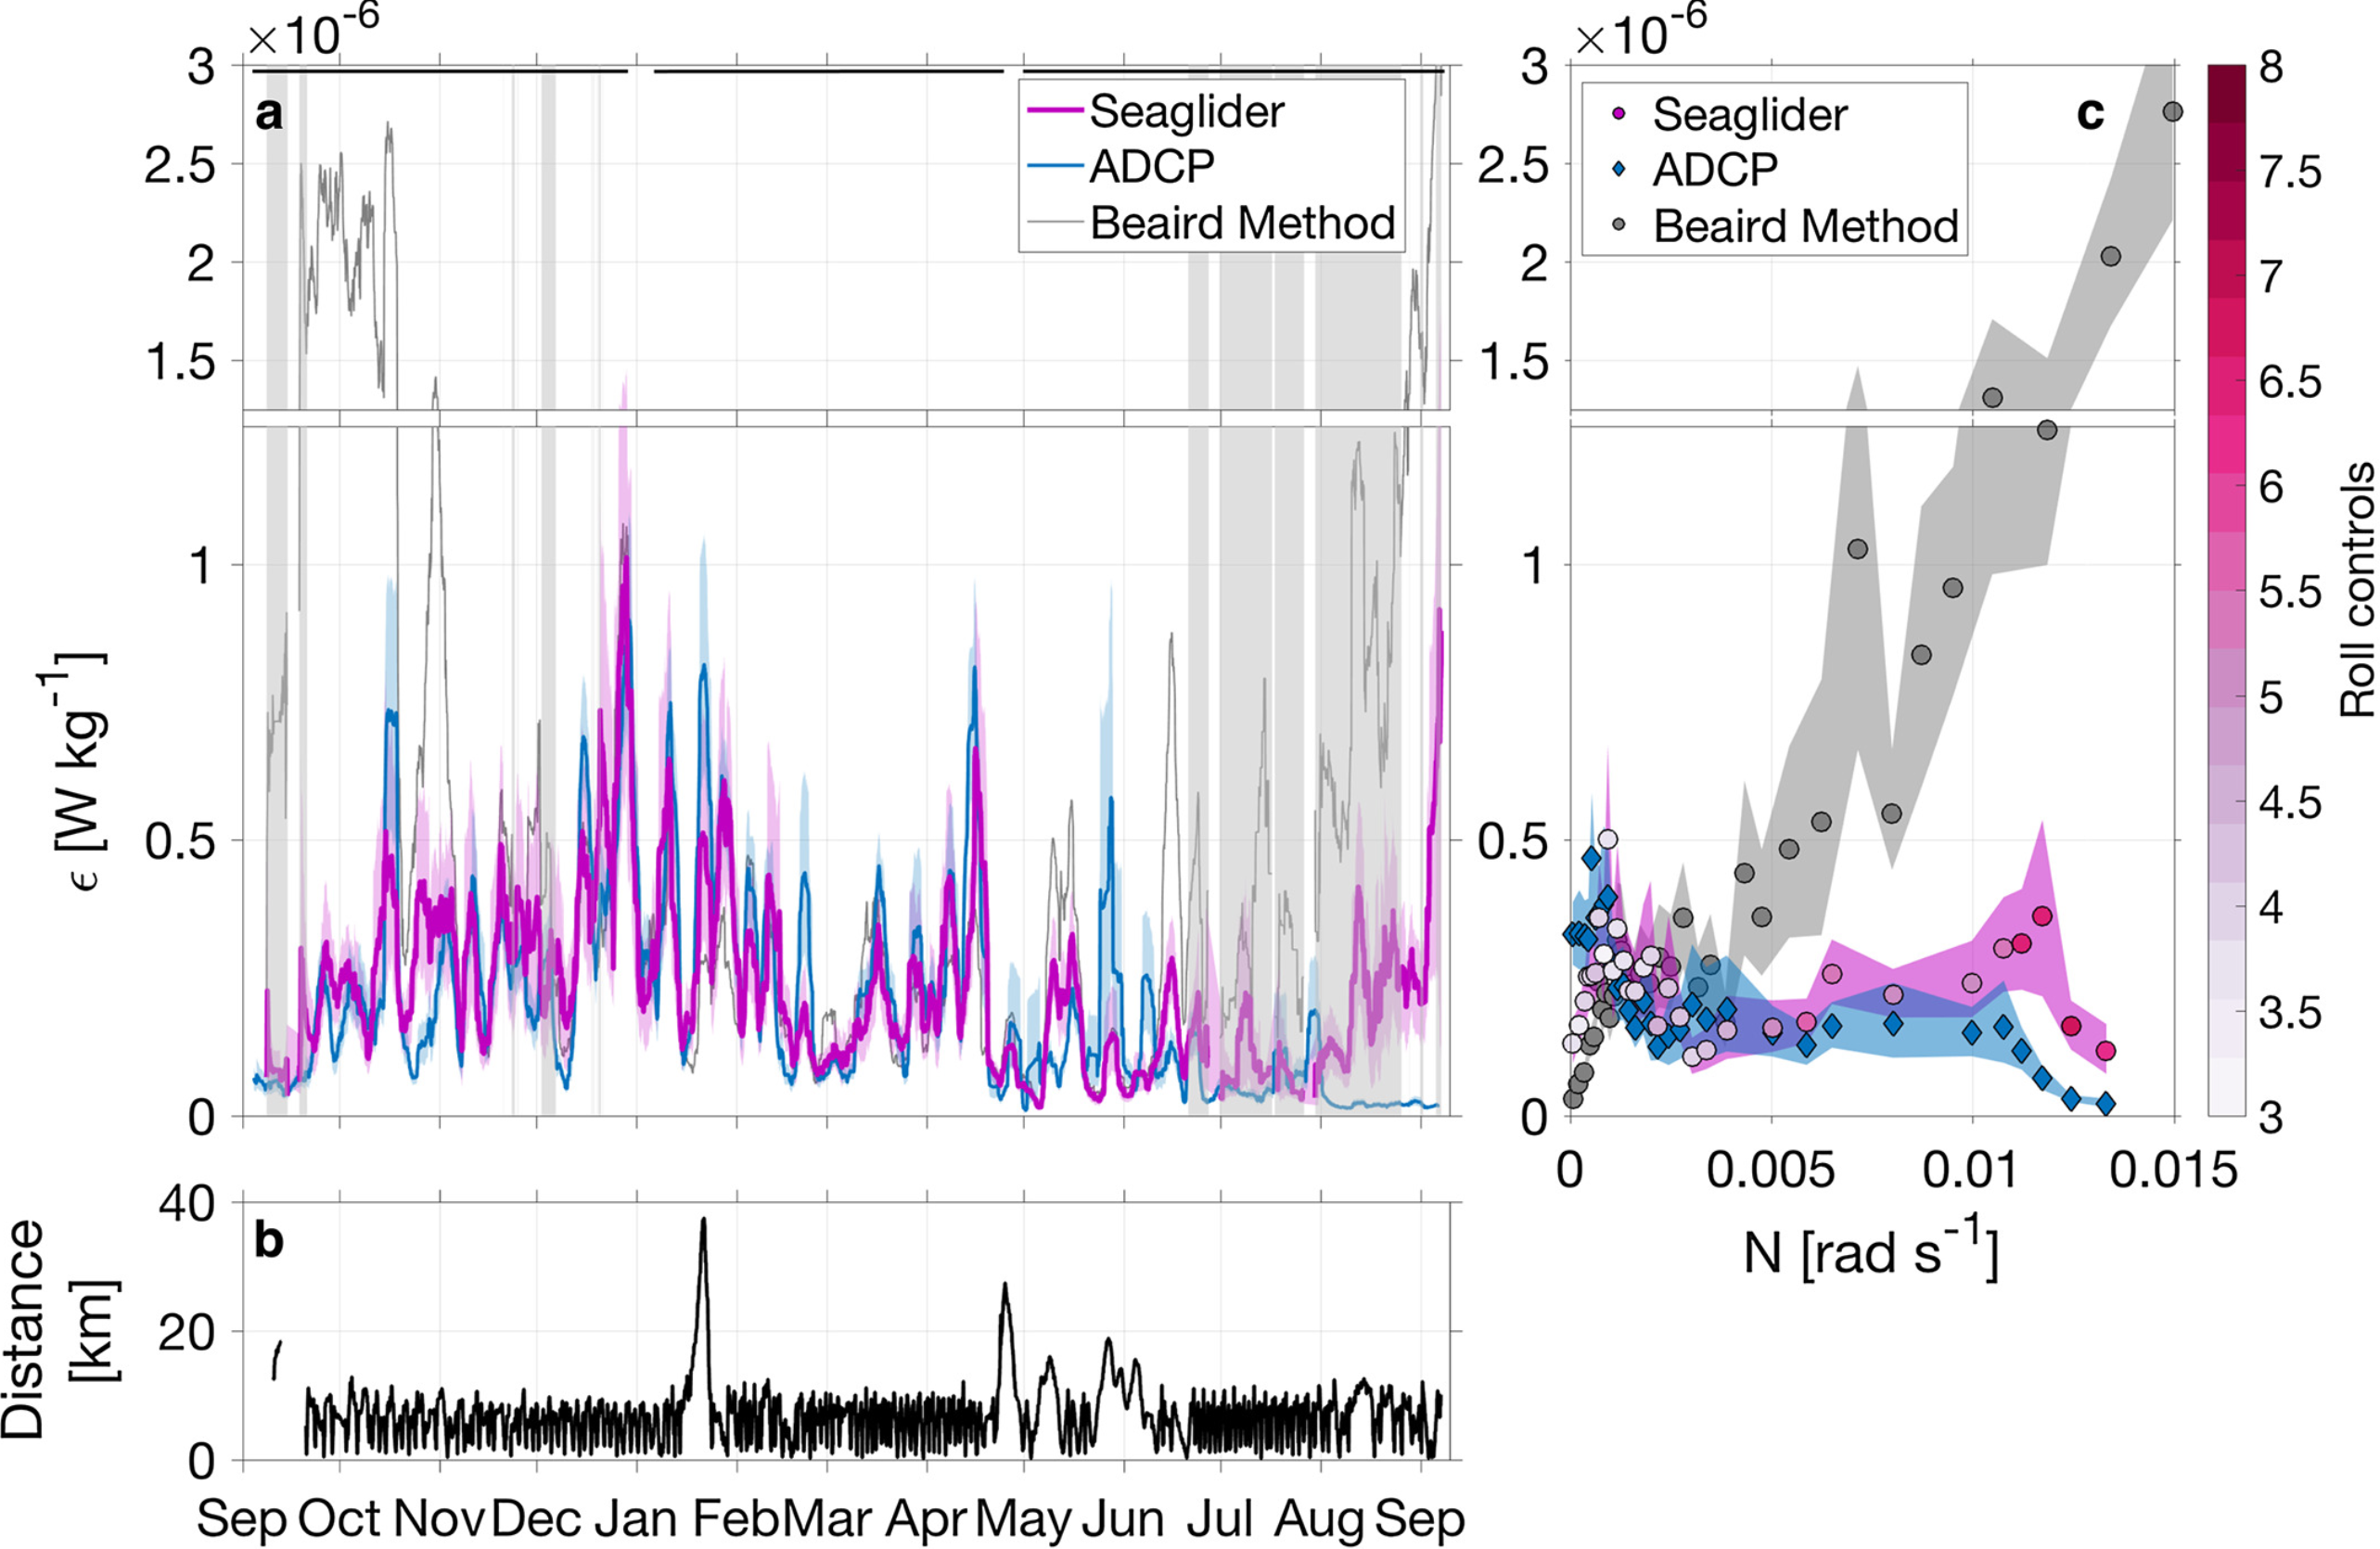 ×10⁻⁶
3
2.5
2
1.5
1
0.5
0
a
Seaglider
ADCP
Beaird Method
ϵ [W kg⁻¹]
40
20
0
b
Distance
[km]
Sep Oct Nov Dec Jan Feb Mar Apr May Jun Jul Aug Sep
×10⁻⁶
3
2.5
2
1.5
1
0.5
0
c
Seaglider
ADCP
Beaird Method
0 0.005 0.01 0.015
N [rad s⁻¹]
8
7.5
7
6.5
6
5.5
5
4.5
4
3.5
3
Roll controls